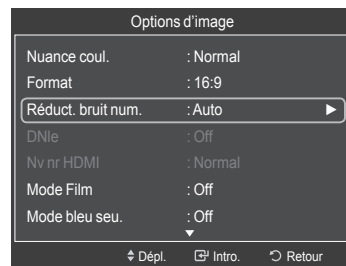 Options d'image
Nuance coul. : Normal
Format : 16:9
Réduct. bruit num. : Auto ►
DNIe : Off
Nv nr HDMI : Normal
Mode Film : Off
Mode bleu seu. : Off
▼
Dépl. Intro. Retour